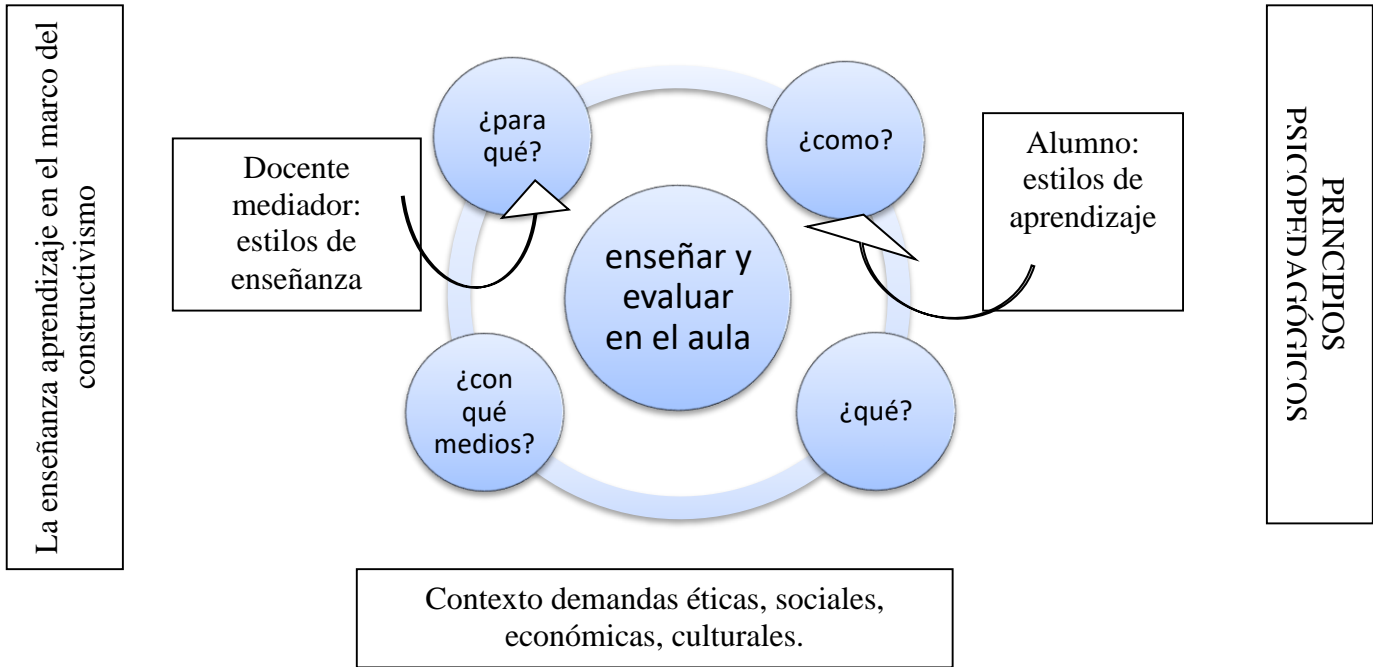 La enseñanza aprendizaje en el marco del
constructivismo
Docente
mediador:
estilos de
enseñanza
¿para
qué?
¿como?
enseñar y
evaluar
en el aula
¿con
qué
medios?
¿qué?
Alumno:
estilos de
aprendizaje
PRINCIPIOS
PSICOPEDAGÓGICOS
Contexto demandas éticas, sociales,
económicas, culturales.